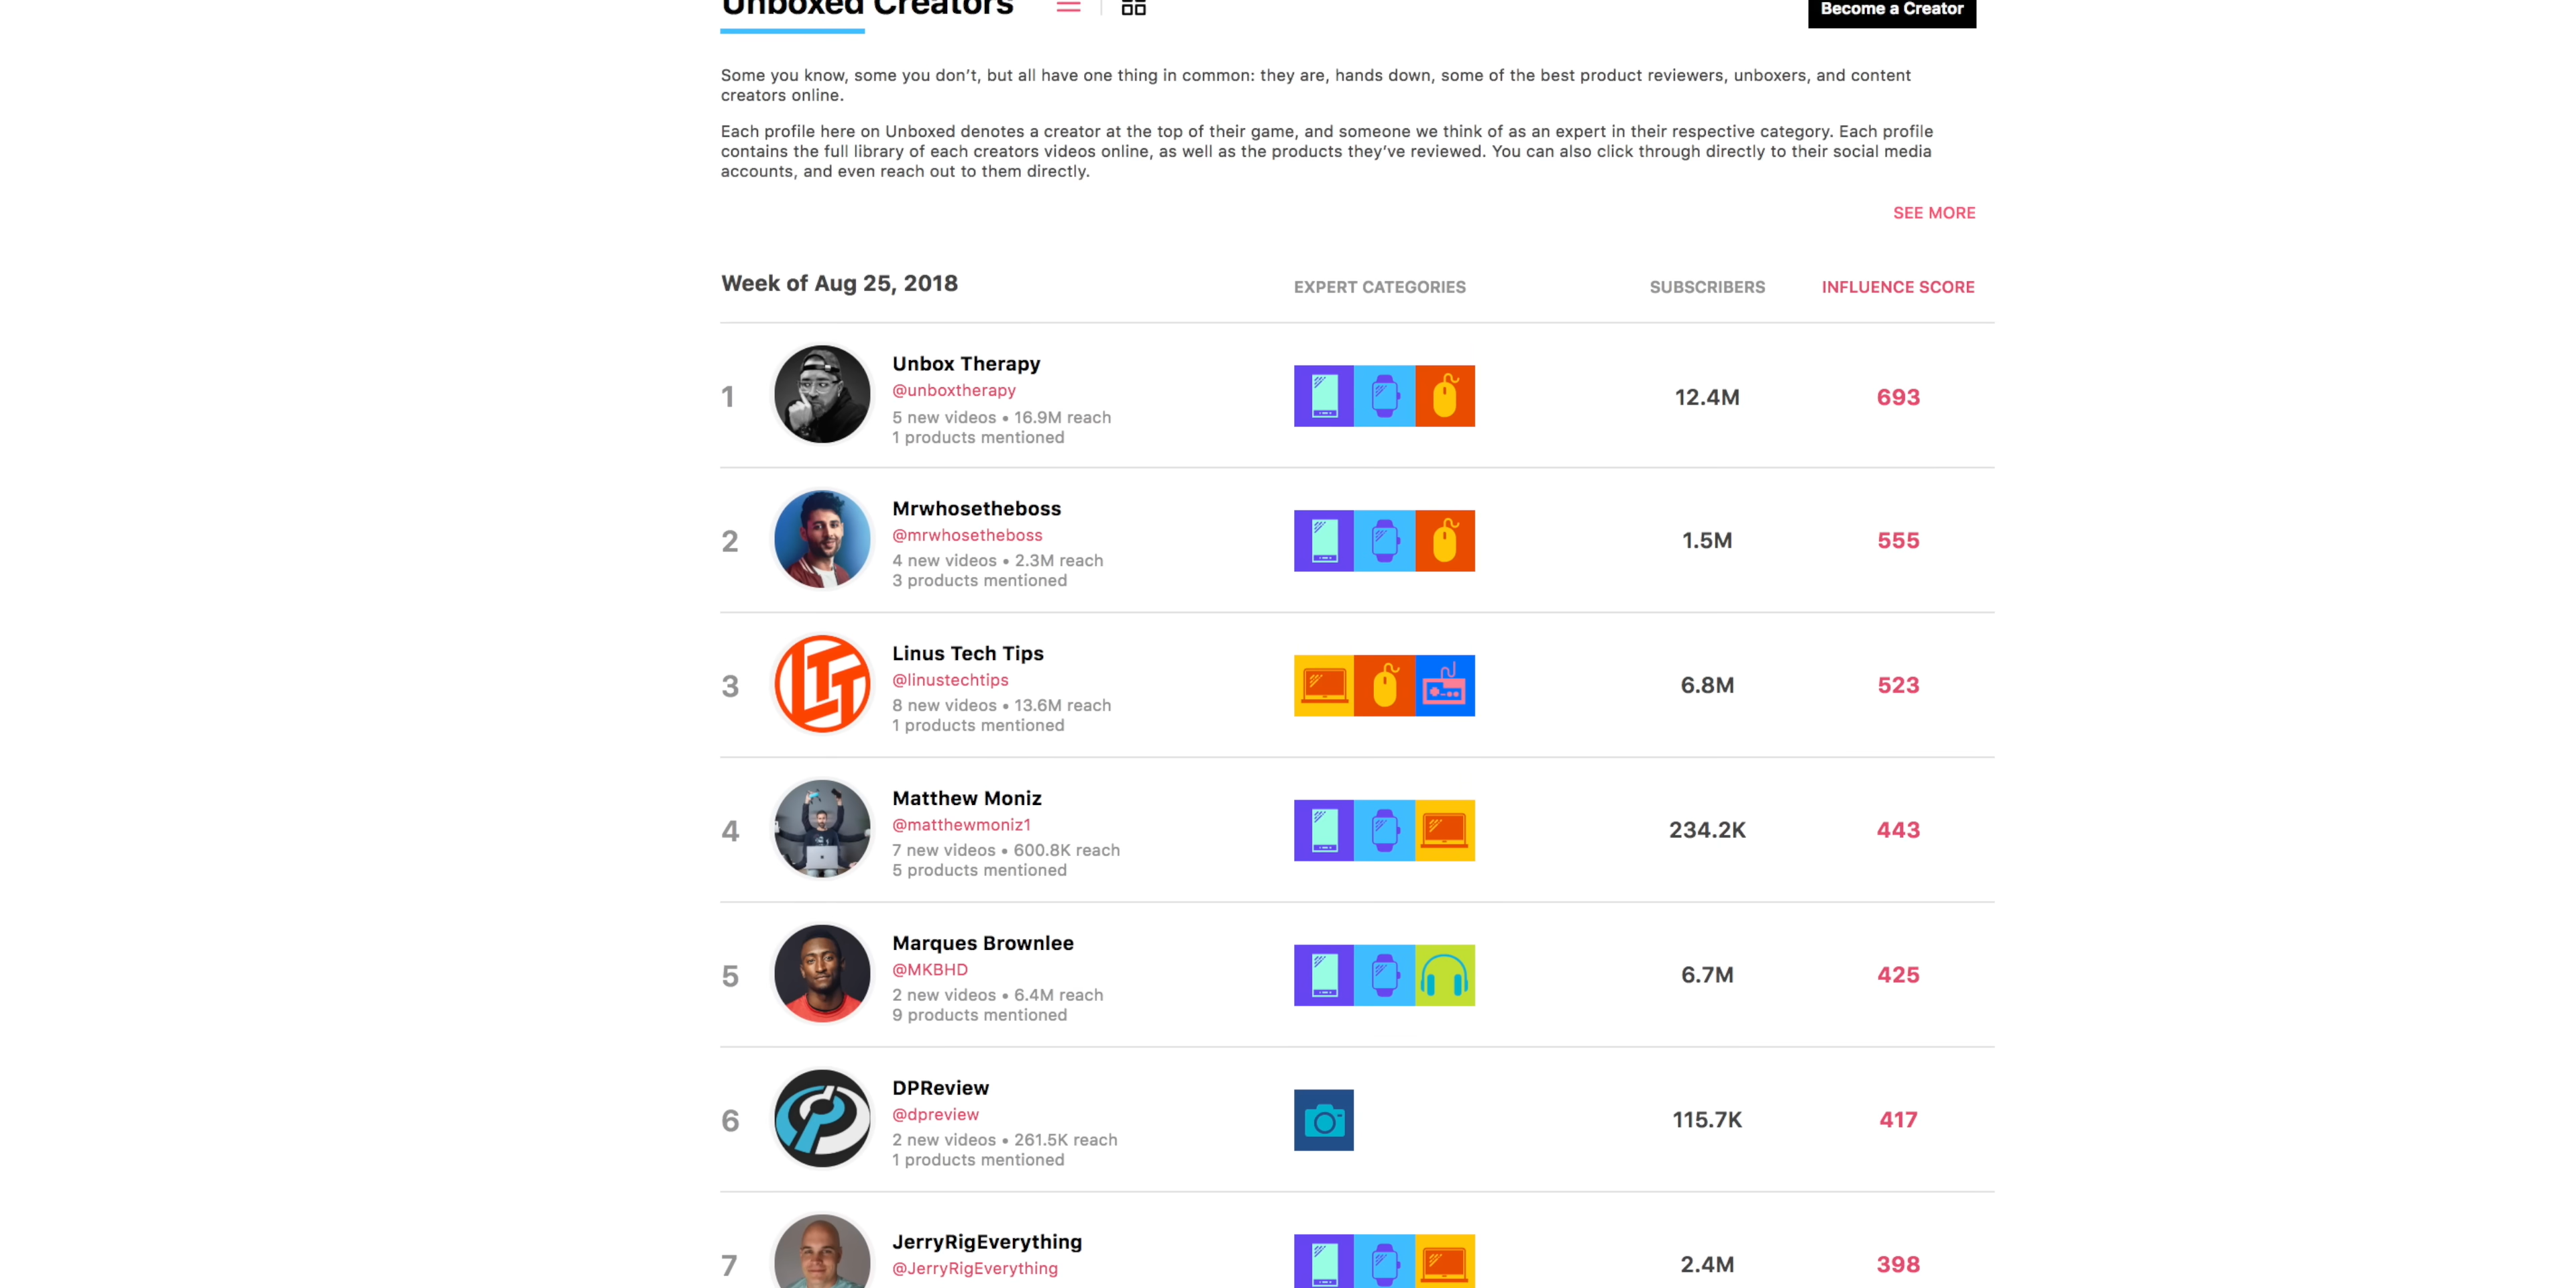 Unboxed Creators
Become a Creator
Some you know, some you don't, but all have one thing in common: they are, hands down, some of the best product reviewers, unboxers, and content
creators online.
Each profile here on Unboxed denotes a creator at the top of their game, and someone we think of as an expert in their respective category. Each profile
contains the full library of each creators videos online, as well as the products they've reviewed. You can also click through directly to their social media
accounts, and even reach out to them directly.
SEE MORE
Week of Aug 25, 2018 EXPERT CATEGORIES SUBSCRIBERS INFLUENCE SCORE
1
Unbox Therapy
@unboxtherapy
5 new videos • 16.9M reach
1 products mentioned
12.4M
693
2
Mrwhosetheboss
@mrwhosetheboss
4 new videos • 2.3M reach
3 products mentioned
1.5M
555
3
LTT
Linus Tech Tips
@linustechtips
8 new videos • 13.6M reach
1 products mentioned
6.8M
523
4
Matthew Moniz
@matthewmoniz1
7 new videos • 600.8K reach
5 products mentioned
234.2K
443
5
Marques Brownlee
@MKBHD
2 new videos • 6.4M reach
9 products mentioned
6.7M
425
6
DPReview
@dpreview
2 new videos • 261.5K reach
1 products mentioned
115.7K
417
7
JerryRigEverything
@JerryRigEverything
2.4M
398